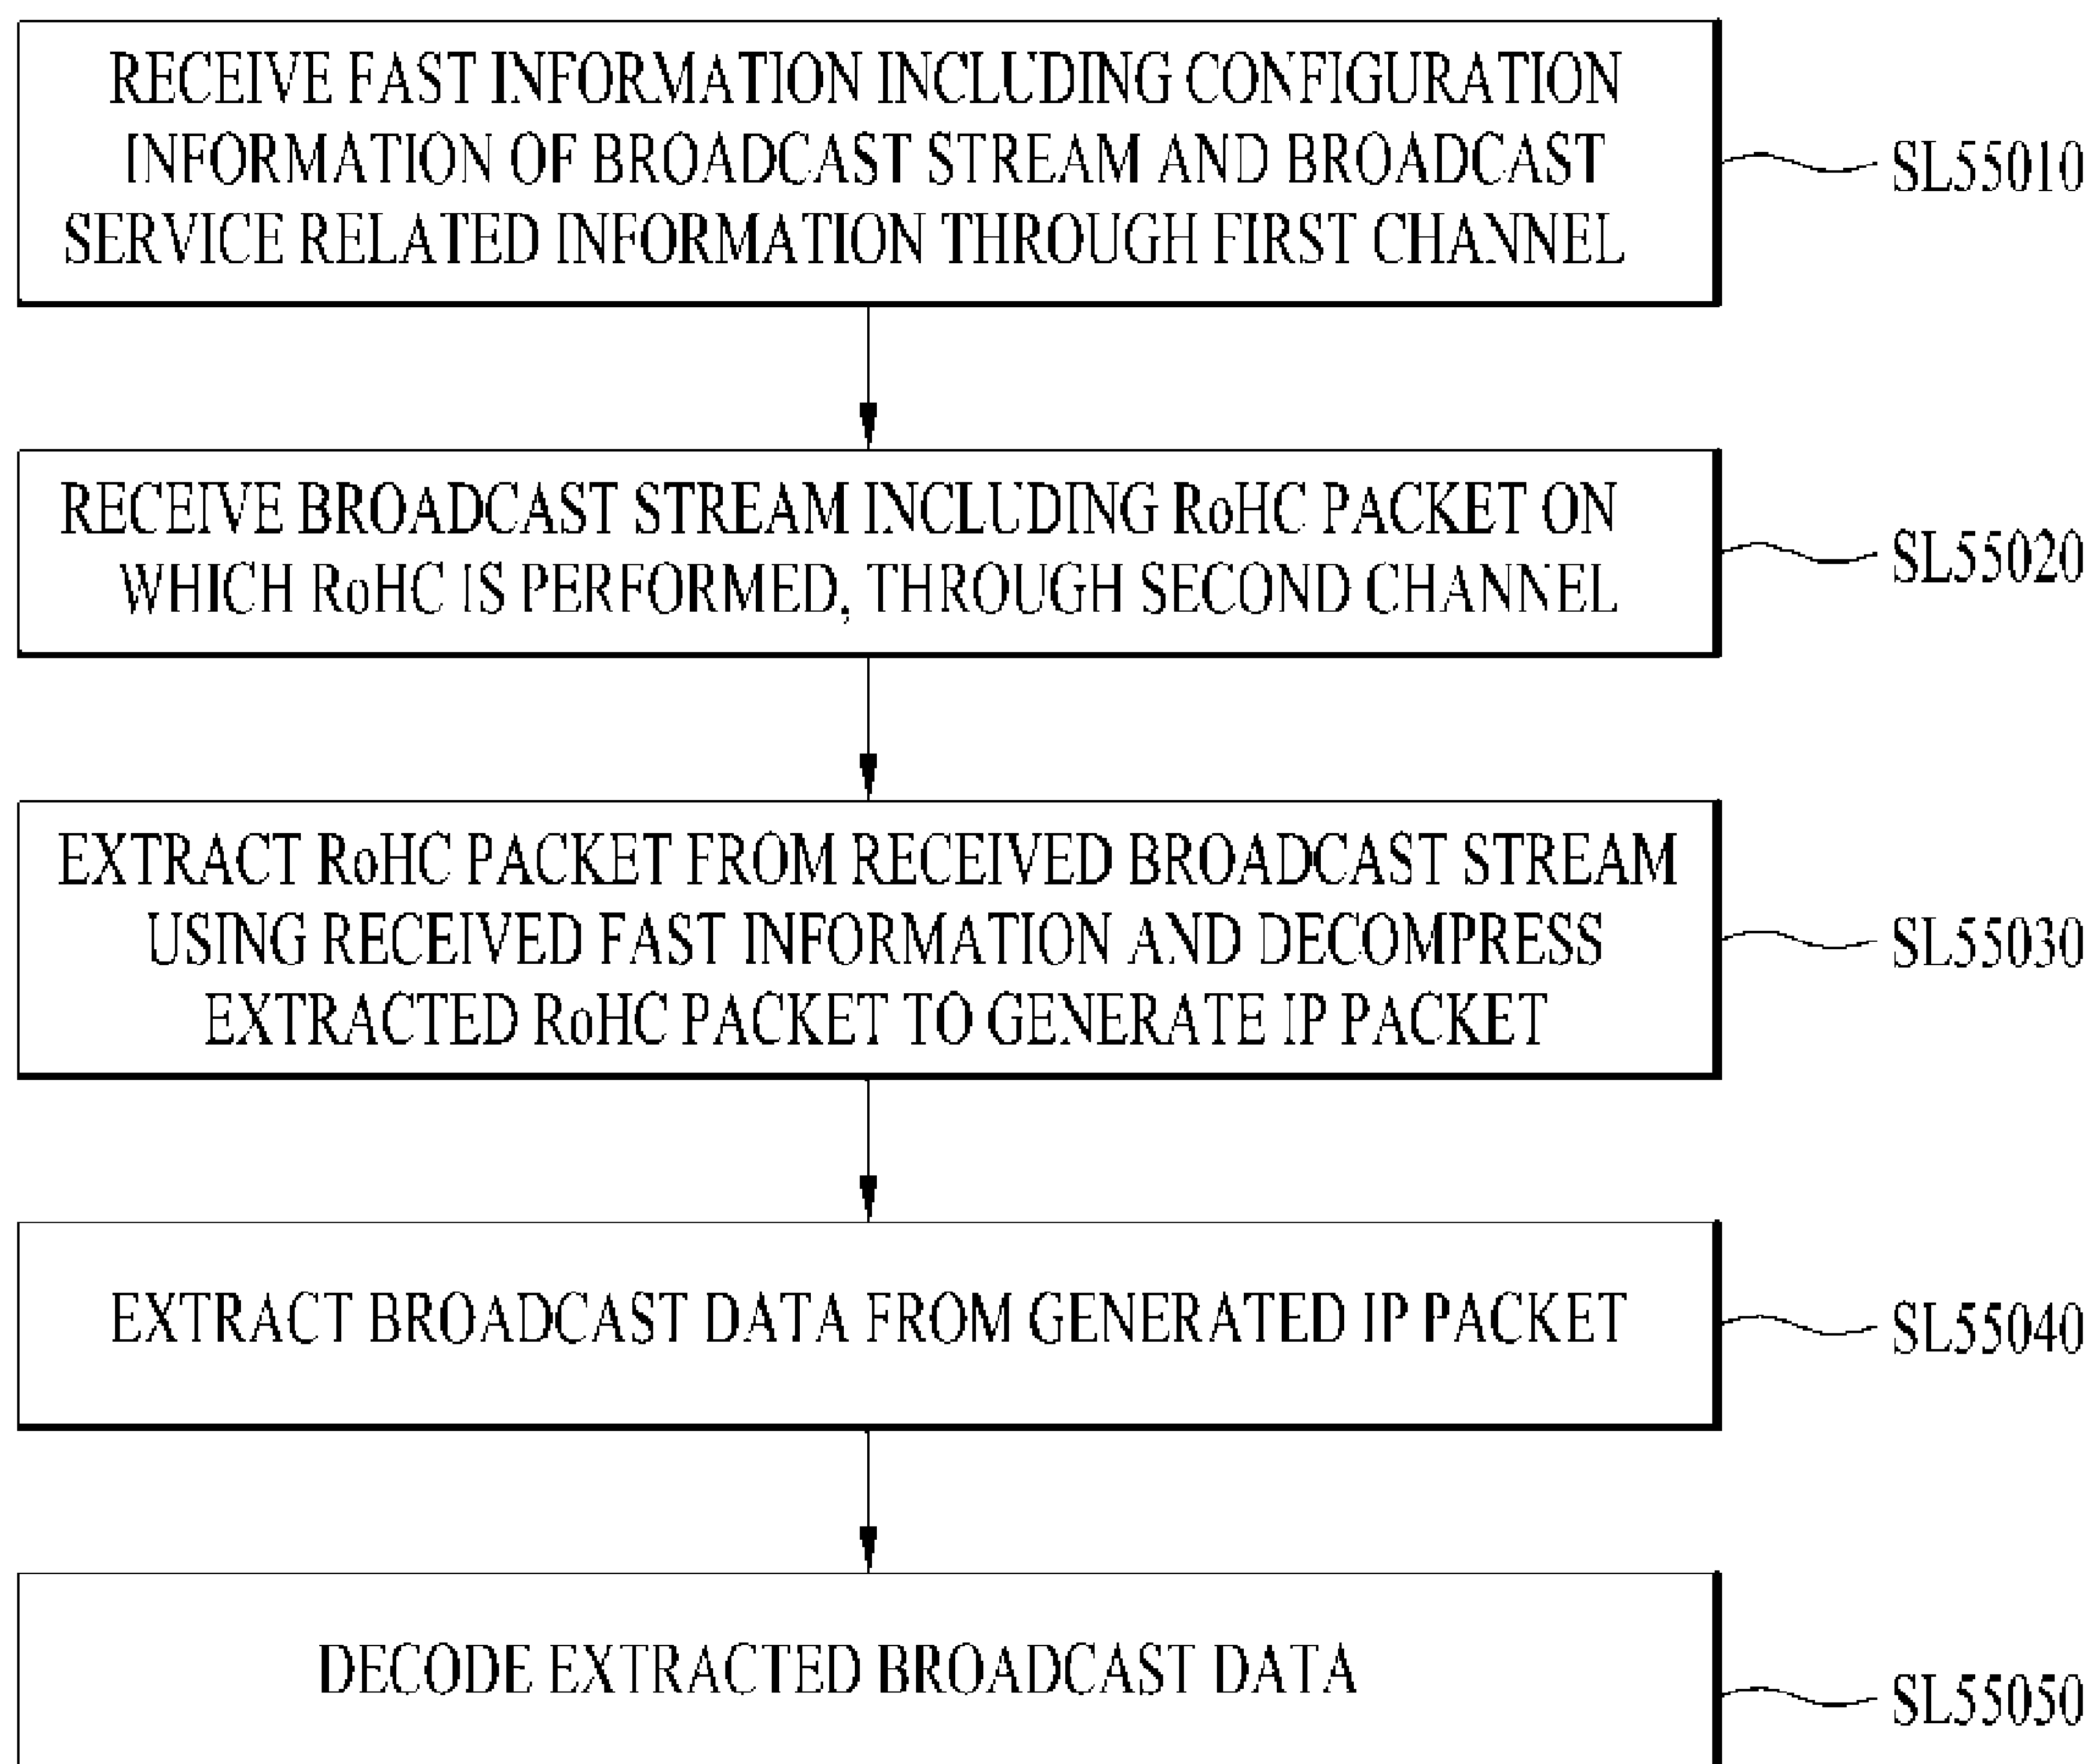 RECEIVE FAST INFORMATION INCLUDING CONFIGURATION
INFORMATION OF BROADCAST STREAM AND BROADCAST
SERVICE RELATED INFORMATION THROUGH FIRST CHANNEL
SL55010
RECEIVE BROADCAST STREAM INCLUDING RoHC PACKET ON
WHICH RoHC IS PERFORMED, THROUGH SECOND CHANNEL
SL55020
EXTRACT RoHC PACKET FROM RECEIVED BROADCAST STREAM
USING RECEIVED FAST INFORMATION AND DECOMPRESS
EXTRACTED RoHC PACKET TO GENERATE IP PACKET
SL55030
EXTRACT BROADCAST DATA FROM GENERATED IP PACKET
SL55040
DECODE EXTRACTED BROADCAST DATA
SL55050